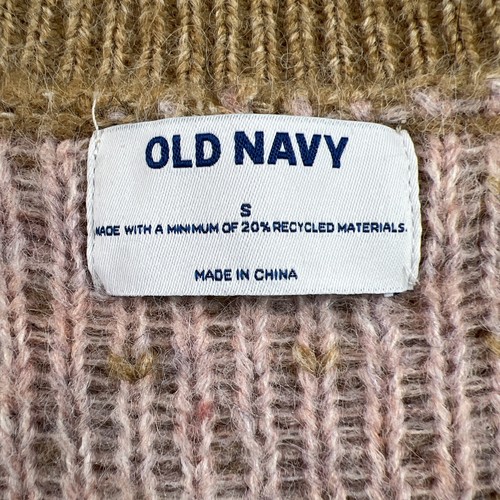 OLD NAVY
S
MADE WITH A MINIMUM OF 20% RECYCLED MATERIALS.
MADE IN CHINA